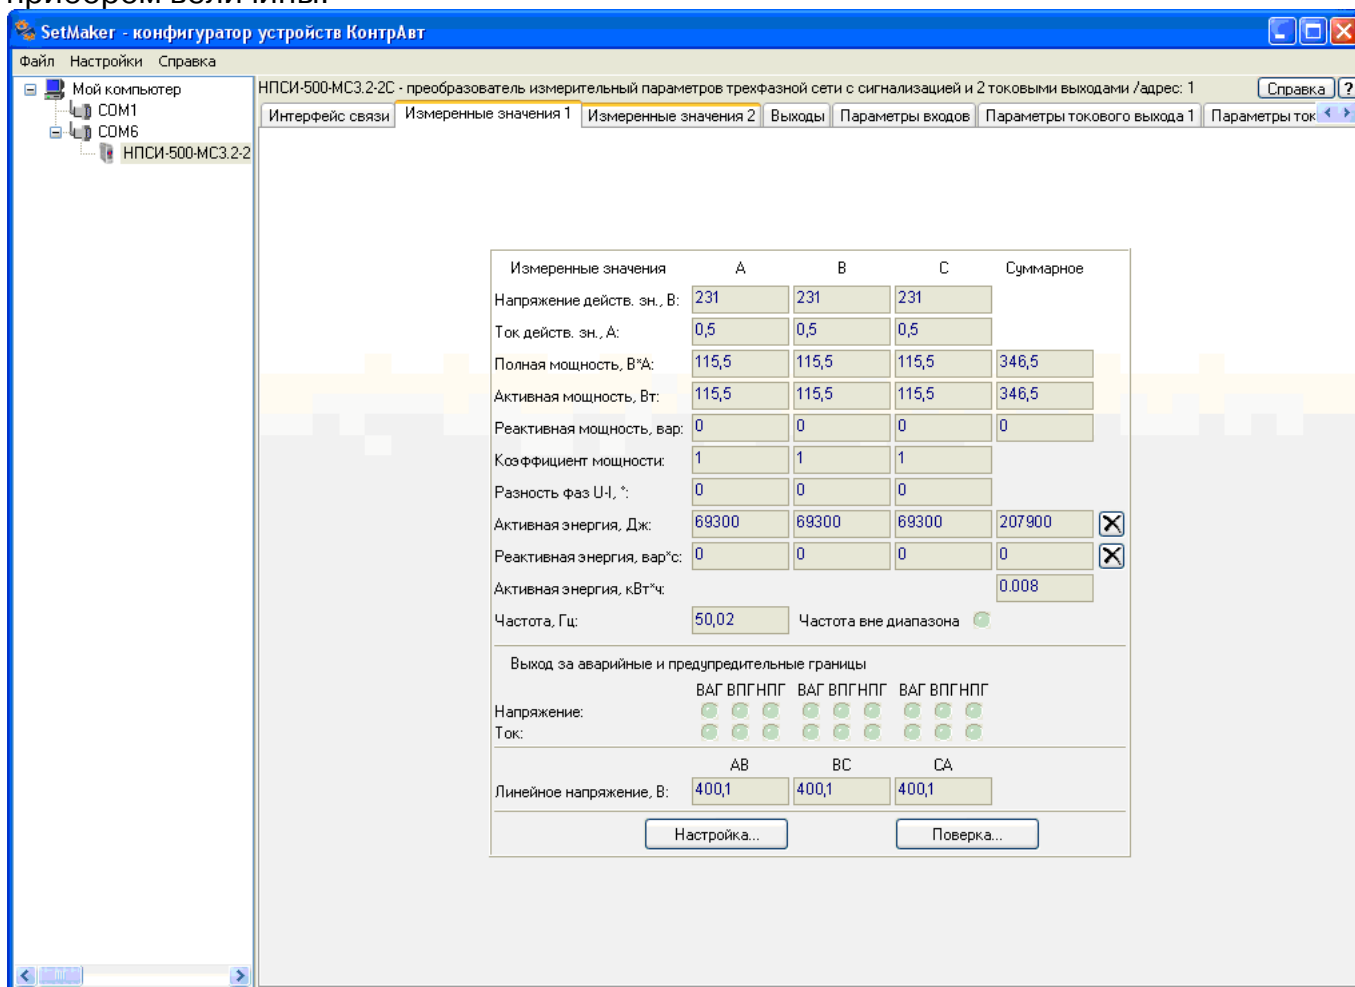 прибором величины.
SetMaker - конфигуратор устройств КонтрАвт
Файл Настройки Справка
Мой компьютер
COM1
COM6
НПСИ-500-МС3.2-2
НПСИ-500-МС3.2-2С - преобразователь измерительный параметров трехфазной сети с сигнализацией и 2 токовыми выходами /адрес: 1 Справка ?
Интерфейс связи Измеренные значения 1 Измеренные значения 2 Выходы Параметры входов Параметры токового выхода 1 Параметры ток
Измеренные значения A B C Суммарное
Напряжение действ. зн., В: 231 231 231
Ток действ. зн., А: 0,5 0,5 0,5
Полная мощность, В*А: 115,5 115,5 115,5 346,5
Активная мощность, Вт: 115,5 115,5 115,5 346,5
Реактивная мощность, вар: 0 0 0 0
Коэффициент мощности: 1 1 1
Разность фаз U-I, °: 0 0 0
Активная энергия, Дж: 69300 69300 69300 207900
Реактивная энергия, вар*с: 0 0 0 0
Активная энергия, кВт*ч: 0.008
Частота, Гц: 50,02 Частота вне диапазона
Выход за аварийные и предупредительные границы
ВАГ ВПГ НПГ ВАГ ВПГ НПГ ВАГ ВПГ НПГ
Напряжение:
Ток:
AB BC CA
Линейное напряжение, В: 400,1 400,1 400,1
Настройка... Поверка...